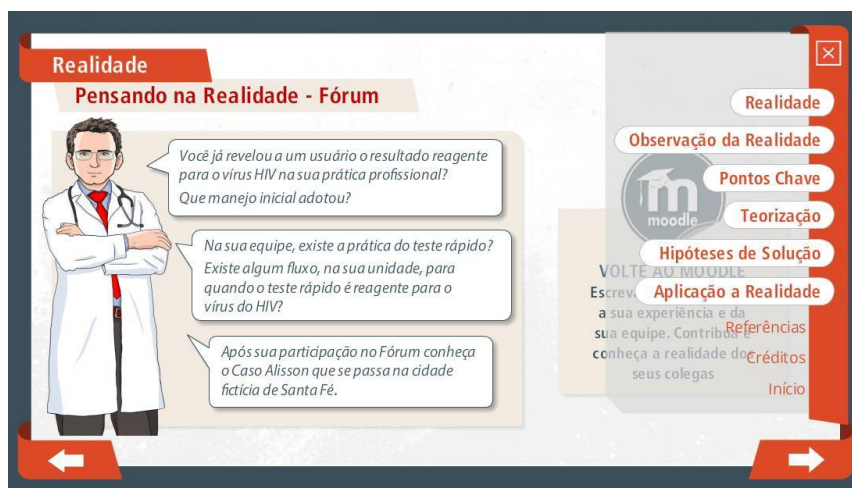 Realidade
Pensando na Realidade - Fórum
Você já revelou a um usuário o resultado reagente
para o vírus HIV na sua prática profissional?
Que manejo inicial adotou?
Na sua equipe, existe a prática do teste rápido?
Existe algum fluxo, na sua unidade, para
quando o teste rápido é reagente para o
vírus do HIV?
Após sua participação no Fórum conheça
o Caso Alisson que se passa na cidade
fictícia de Santa Fé.
moodle
VOLTE AO MOODLE
a sua experiência e da
sua equipe. Contribua e
conheça a realidade dos
seus colegas
Realidade
Observação da Realidade
Pontos Chave
Teorização
Hipóteses de Solução
Aplicação a Realidade
Referências
Créditos
Início